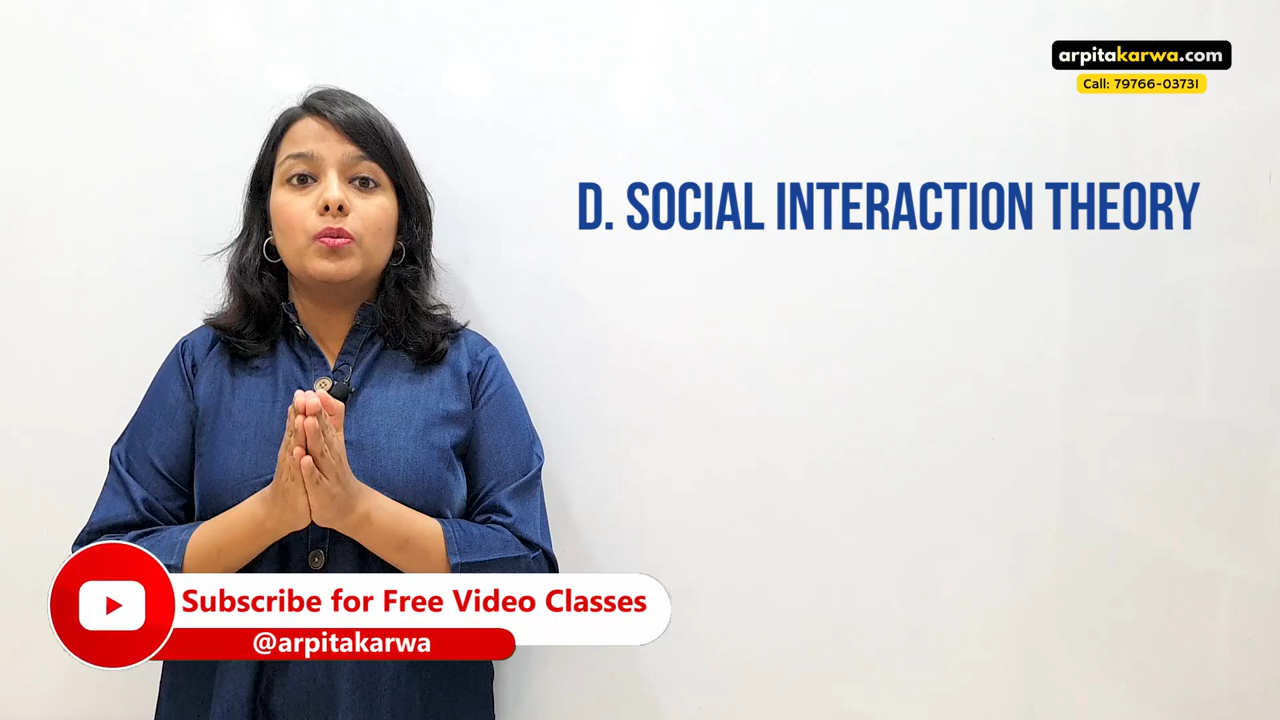 arpitakarwa.com
Call: 79766-03731
D. SOCIAL INTERACTION THEORY
Subscribe for Free Video Classes
@arpitakarwa